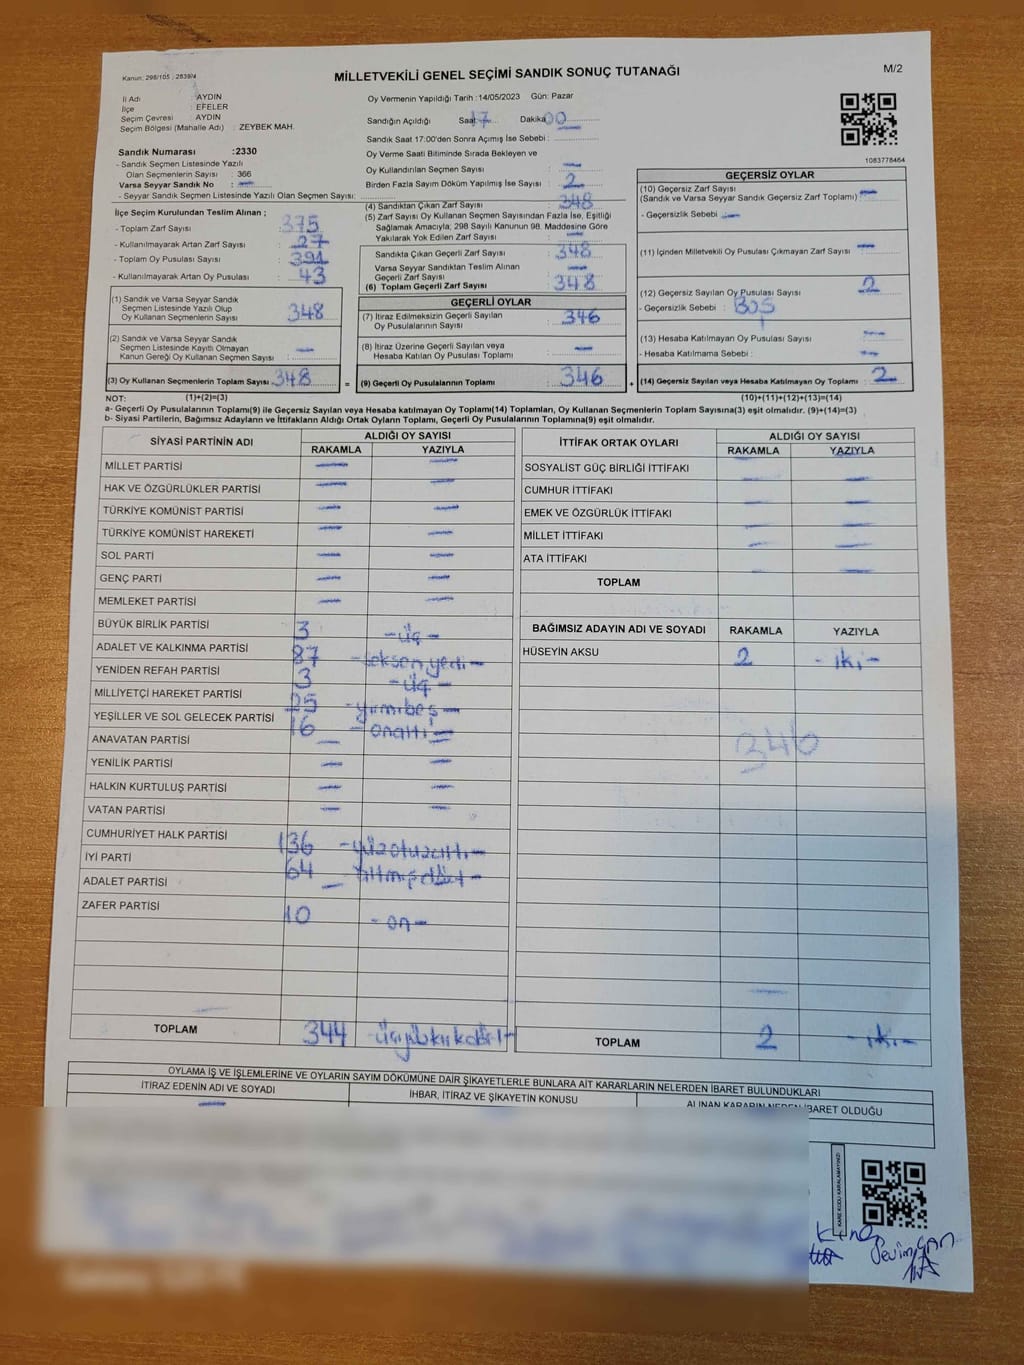 Kanun: 298/105 ; 2839/4
MİLLETVEKİLİ GENEL SEÇİMİ SANDIK SONUÇ TUTANAĞI
M/2
İl Adı : AYDIN
İlçe : EFELER
Seçim Çevresi : AYDIN
Seçim Bölgesi (Mahalle Adı) : ZEYBEK MAH.
Sandık Numarası :2330
- Sandık Seçmen Listesinde Yazılı
Olan Seçmenlerin Sayısı : 366
Varsa Seyyar Sandık No : —
- Seyyar Sandık Seçmen Listesinde Yazılı Olan Seçmen Sayısı:
İlçe Seçim Kurulundan Teslim Alınan ;
- Toplam Zarf Sayısı : 375
- Kullanılmayarak Artan Zarf Sayısı : 27
- Toplam Oy Pusulası Sayısı : 391
- Kullanılmayarak Artan Oy Pusulası : 43
(1) Sandık ve Varsa Seyyar Sandık
Seçmen Listesinde Yazılı Olup
Oy Kullanan Seçmenlerin Sayısı : 348
(2) Sandık ve Varsa Seyyar Sandık
Seçmen Listesinde Kayıtlı Olmayan
Kanun Gereği Oy Kullanan Seçmen Sayısı : —
(3) Oy Kullanan Seçmenlerin Toplam Sayısı : 348
Oy Vermenin Yapıldığı Tarih :14/05/2023 Gün: Pazar
Sandığın Açıldığı Saat 17 Dakika 00
Sandık Saat 17:00'den Sonra Açımış İse Sebebi :
Oy Verme Saati Bitiminde Sırada Bekleyen ve
Oy Kullandırılan Seçmen Sayısı : —
Birden Fazla Sayım Döküm Yapılmış İse Sayısı : 2
(4) Sandıktan Çıkan Zarf Sayısı : 348
(5) Zarf Sayısı Oy Kullanan Seçmen Sayısından Fazla İse, Eşitliği
Sağlamak Amacıyla, 298 Sayılı Kanunun 98. Maddesine Göre
Yakılarak Yok Edilen Zarf Sayısı : —
Sandıkta Çıkan Geçerli Zarf Sayısı : 348
Varsa Seyyar Sandıktan Teslim Alınan
Geçerli Zarf Sayısı : —
(6) Toplam Geçerli Zarf Sayısı : 348
GEÇERLİ OYLAR
(7) İtiraz Edilmeksizin Geçerli Sayılan
Oy Pusulalarının Sayısı : 346
(8) İtiraz Üzerine Geçerli Sayılan veya
Hesaba Katılan Oy Pusulası Toplamı : —
= (9) Geçerli Oy Pusulalarının Toplamı : 346 +
1083778464
GEÇERSİZ OYLAR
(10) Geçersiz Zarf Sayısı
(Sandık ve Varsa Seyyar Sandık Geçersiz Zarf Toplamı) : —
- Geçersizlik Sebebi : —
(11) İçinden Milletvekili Oy Pusulası Çıkmayan Zarf Sayısı : —
(12) Geçersiz Sayılan Oy Pusulası Sayısı : 2
- Geçersizlik Sebebi : BOŞ
(13) Hesaba Katılmayan Oy Pusulası Sayısı : —
- Hesaba Katılmama Sebebi : —
(14) Geçersiz Sayılan veya Hesaba Katılmayan Oy Toplamı : 2
NOT: (1)+(2)=(3) (10)+(11)+(12)+(13)=(14)
a- Geçerli Oy Pusulaları Toplamı(9) ile Geçersiz Sayılan veya Hesaba Katılmayan Oy Toplamı(14) Toplamları, Oy Kullanan Seçmenlerin Toplam Sayısına(3) eşit olmalıdır. (9)+(14)=(3)
b- Siyasi Partilerin, Bağımsız Adayların ve İttifakların Aldığı Ortak Oyların Toplamı, Geçerli Oy Pusulalarının Toplamına(9) eşit olmalıdır.
SİYASİ PARTİNİN ADI ALDIĞI OY SAYISI
RAKAMLA YAZIYLA
MİLLET PARTİSİ — —
HAK VE ÖZGÜRLÜKLER PARTİSİ — —
TÜRKİYE KOMÜNİST PARTİSİ — —
TÜRKİYE KOMÜNİST HAREKETİ — —
SOL PARTİ — —
GENÇ PARTİ — —
MEMLEKET PARTİSİ — —
BÜYÜK BİRLİK PARTİSİ 3 -üç-
ADALET VE KALKINMA PARTİSİ 87 -seksenyedi-
YENİDEN REFAH PARTİSİ 3 -üç-
MİLLİYETÇİ HAREKET PARTİSİ 25 -yirmibeş-
YEŞİLLER VE SOL GELECEK PARTİSİ 16 -onaltı-
ANAVATAN PARTİSİ — —
YENİLİK PARTİSİ — —
HALKIN KURTULUŞ PARTİSİ — —
VATAN PARTİSİ — —
CUMHURİYET HALK PARTİSİ 136 -yüzotuzaltı-
İYİ PARTİ 64 -altmışdört-
ADALET PARTİSİ —
ZAFER PARTİSİ 10 -on-
TOPLAM 344
İTTİFAK ORTAK OYLARI ALDIĞI OY SAYISI
RAKAMLA YAZIYLA
SOSYALİST GÜÇ BİRLİĞİ İTTİFAKI — —
CUMHUR İTTİFAKI — —
EMEK VE ÖZGÜRLÜK İTTİFAKI — —
MİLLET İTTİFAKI — —
ATA İTTİFAKI — —
TOPLAM
BAĞIMSIZ ADAYIN ADI VE SOYADI RAKAMLA YAZIYLA
HÜSEYİN AKSU 2 -iki-
346
TOPLAM 2 -iki-
OYLAMA İŞ VE İŞLEMLERİNE VE OYLARIN SAYIM DÖKÜMÜNE DAİR ŞİKAYETLERLE BUNLARA AİT KARARLARIN NELERDEN İBARET BULUNDUKLARI
İTİRAZ EDENİN ADI VE SOYADI İHBAR, İTİRAZ VE ŞİKAYETİN KONUSU ALINAN KARARIN NEDEN İBARET OLDUĞU